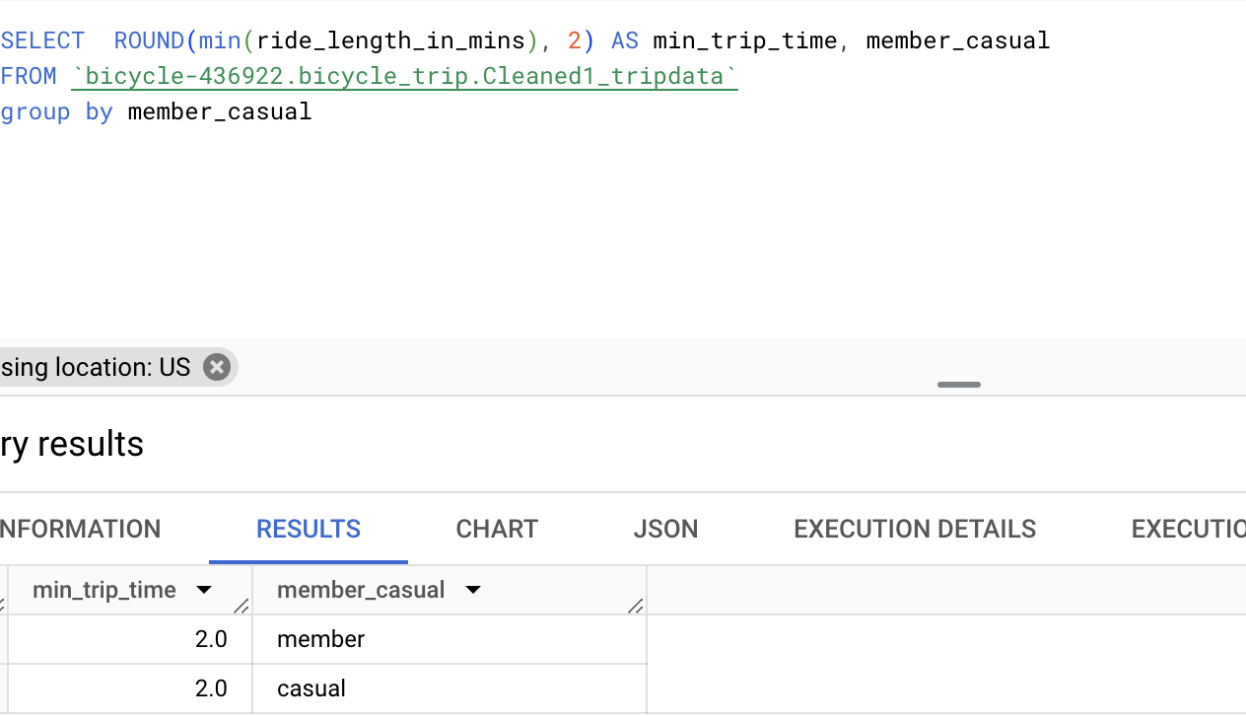 SELECT  ROUND(min(ride_length_in_mins), 2) AS min_trip_time, member_casual
FROM `bicycle-436922.bicycle_trip.Cleaned1_tripdata`
group by member_casual
sing location: US
ry results
NFORMATION RESULTS CHART JSON EXECUTION DETAILS EXECUTIO
min_trip_time member_casual
2.0 member
2.0 casual